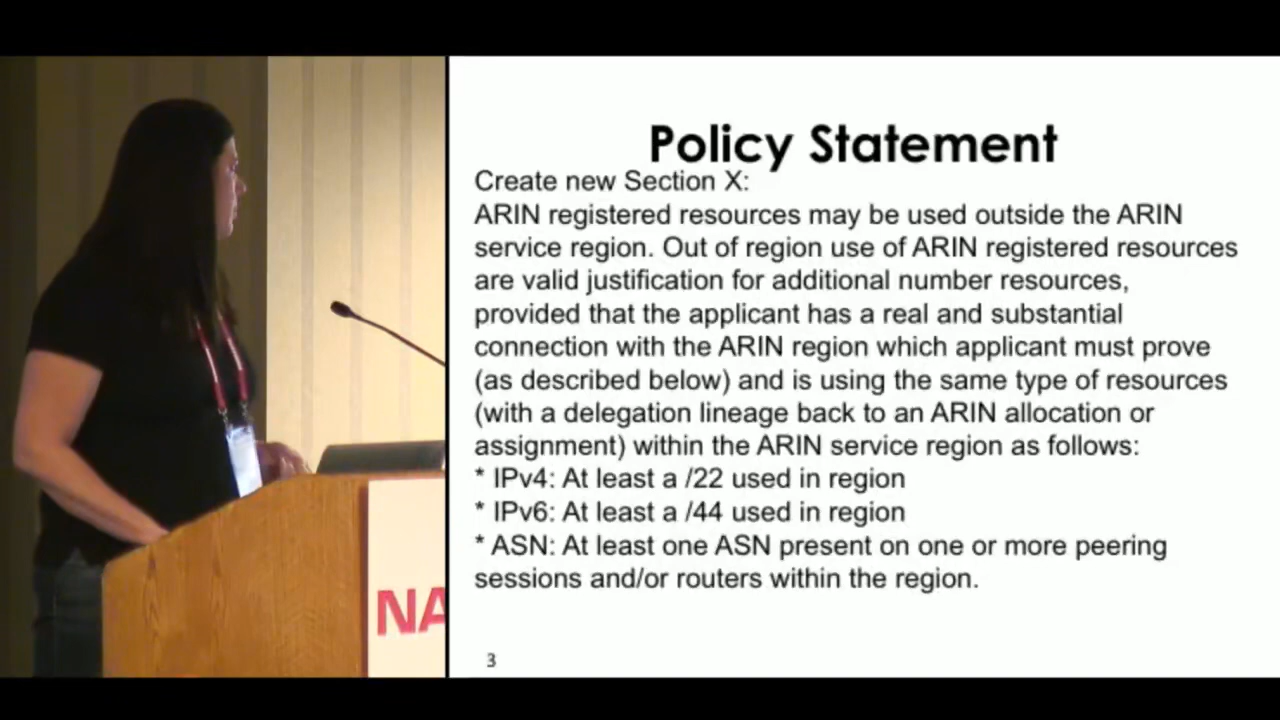 Policy Statement
Create new Section X:
ARIN registered resources may be used outside the ARIN
service region. Out of region use of ARIN registered resources
are valid justification for additional number resources,
provided that the applicant has a real and substantial
connection with the ARIN region which applicant must prove
(as described below) and is using the same type of resources
(with a delegation lineage back to an ARIN allocation or
assignment) within the ARIN service region as follows:
* IPv4: At least a /22 used in region
* IPv6: At least a /44 used in region
* ASN: At least one ASN present on one or more peering
sessions and/or routers within the region.
3
NA